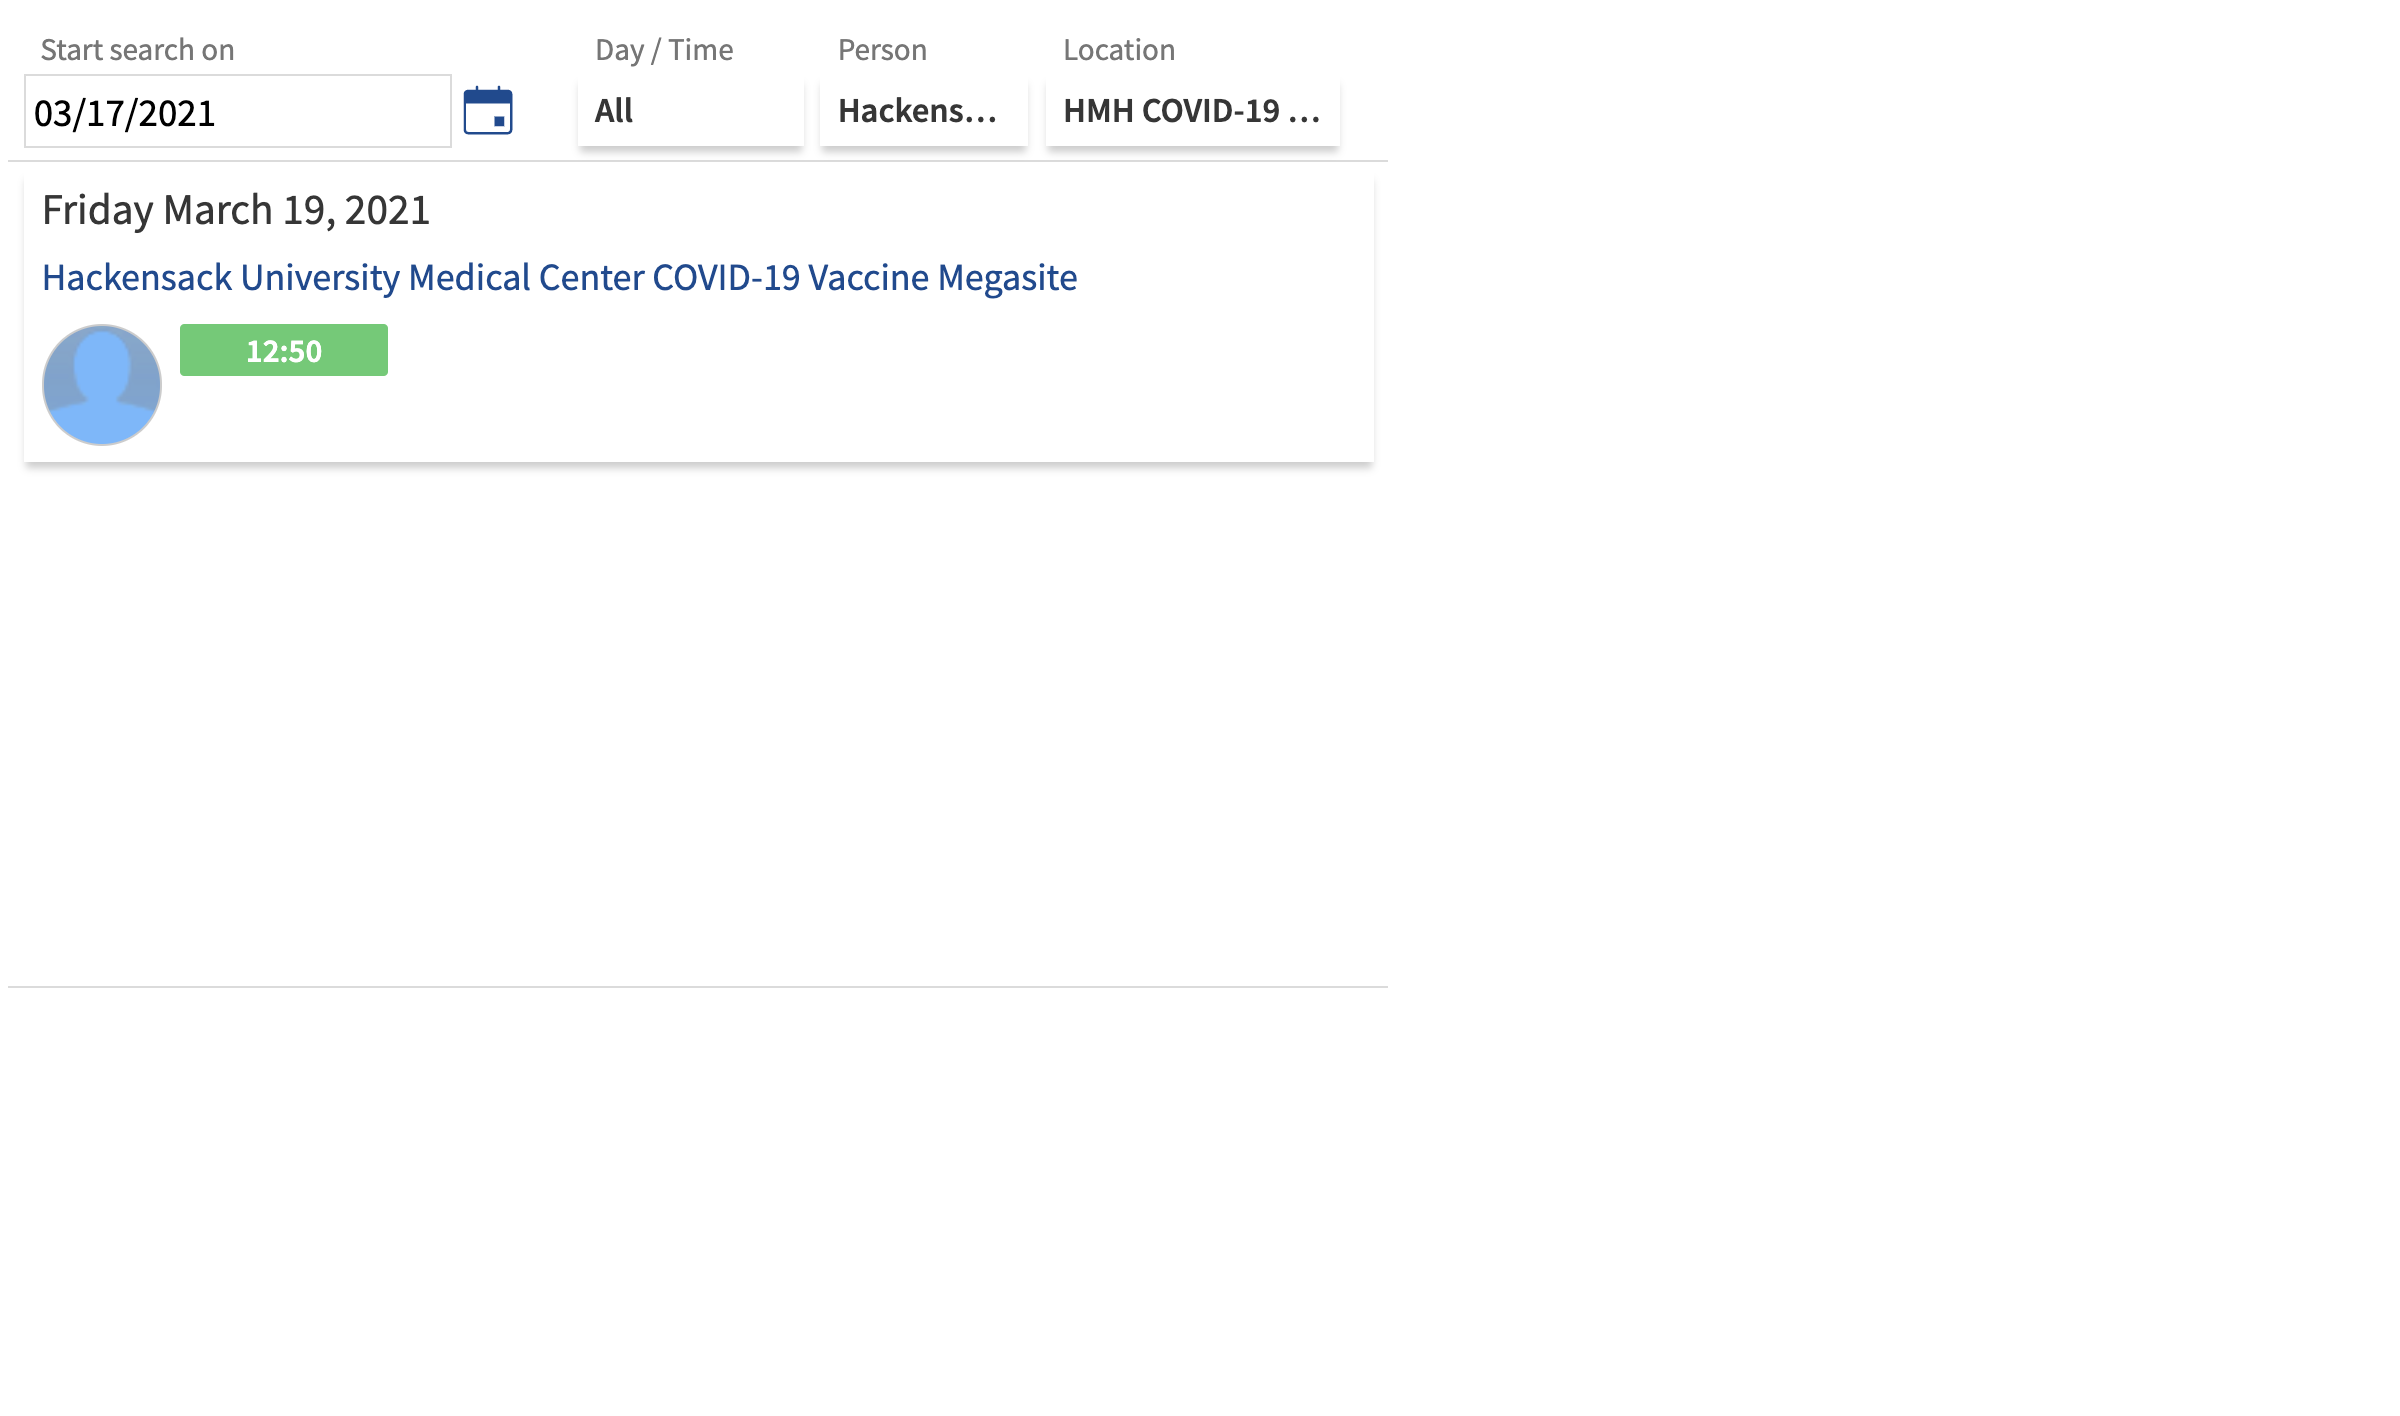 Start search on
Day / Time
Person
Location
03/17/2021
All
Hackens...
HMH COVID-19 ...
Friday March 19, 2021
Hackensack University Medical Center COVID-19 Vaccine Megasite
12:50